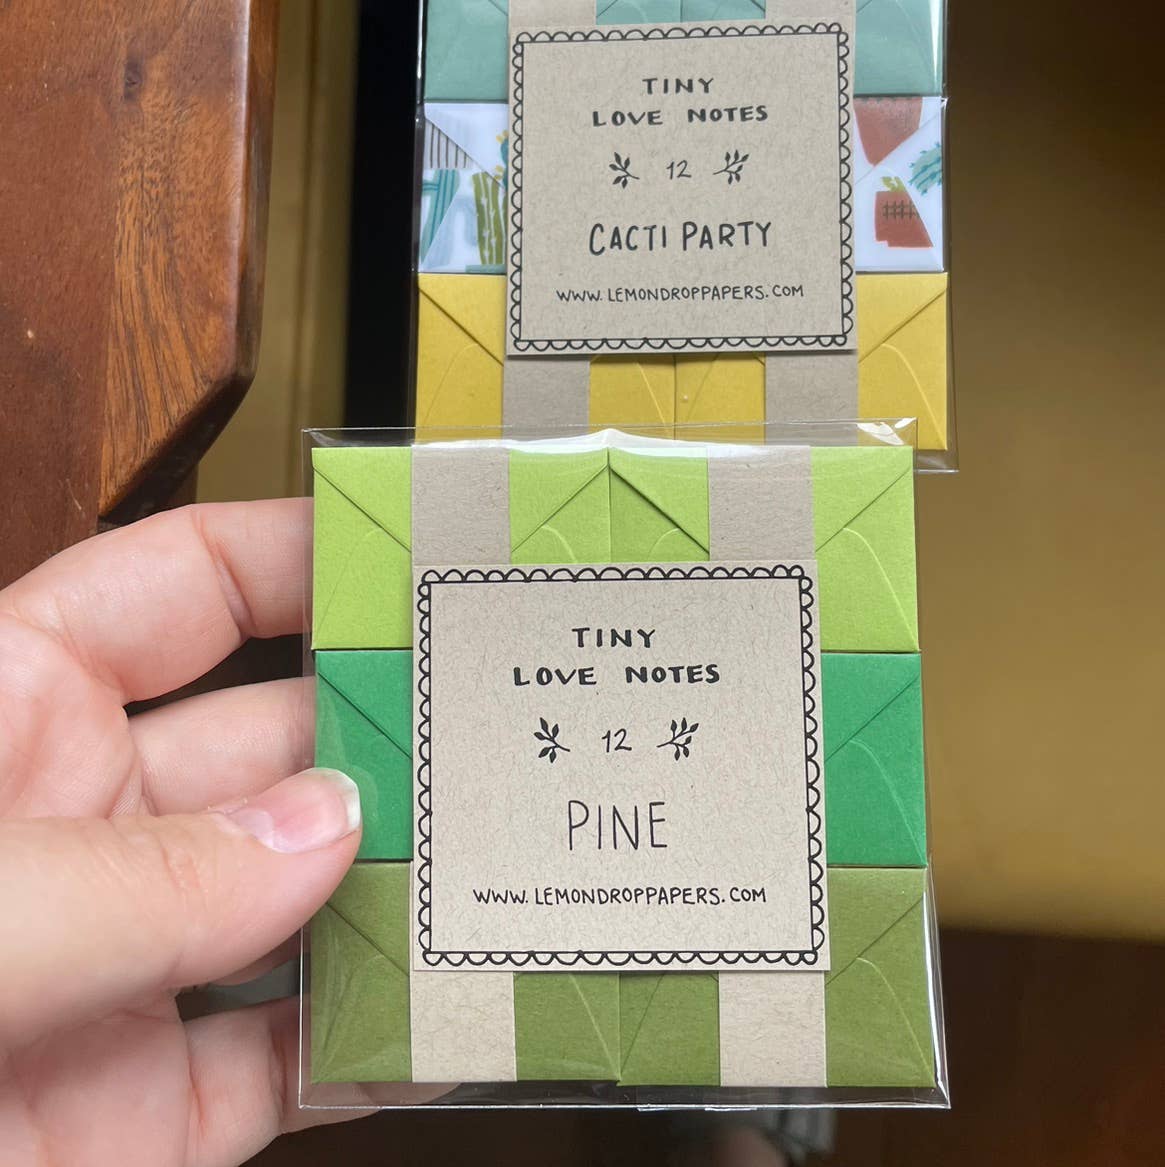 TINY
LOVE NOTES
12
CACTI PARTY
WWW. LEMONDROPPAPERS. COM
TINY
LOVE NOTES
12
PINE
WWW. LEMONDROPPAPERS. COM